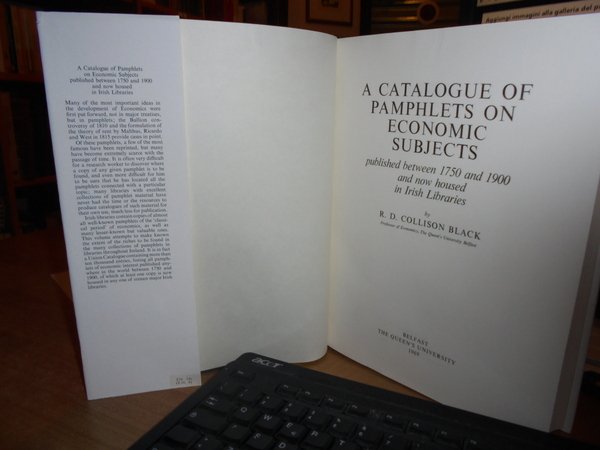 A Catalogue of Pamphlets
on Economic Subjects
published between 1750 and 1900
and now housed
in Irish Libraries
Many of the most important ideas in
the development of Economics were
first put forward, not in major treatises,
but in pamphlets; the Bullion con-
troversy of 1810 and the formulation of
the theory of rent by Malthus, Ricardo
and West in 1815 provide cases in point.
Of these pamphlets, a few of the most
famous have been reprinted, but many
have become extremely scarce with the
passage of time. It is often very difficult
for a research worker to discover where
a copy of any given pamphlet is to be
found, and even more difficult for him
to be sure that he has located all the
pamphlets connected with a particular
topic; many libraries with excellent
collections of pamphlet material have
never had the time or the resources to
produce catalogues of such material for
their own use, much less for publication.
Irish libraries contain copies of almost
all well-known pamphlets of the 'classi-
cal period' of economics, as well as
many lesser-known but valuable ones.
This volume attempts to make known
the extent of the riches to be found in
the many collections of pamphlets in
libraries throughout Ireland. It is in fact
a Union Catalogue containing more than
ten thousand entries, listing all pamph-
lets of economic interest published any-
where in the world between 1750 and
1900, of which at least one copy is now
housed in any one of sixteen major Irish
libraries.
A CATALOGUE OF
PAMPHLETS ON
ECONOMIC
SUBJECTS
published between 1750 and 1900
and now housed
in Irish Libraries
by
R. D. COLLISON BLACK
Professor of Economics The Queen's University Belfast
BELFAST
THE QUEEN'S UNIVERSITY
1969
acer
Aggiungi immagini alla galleria del